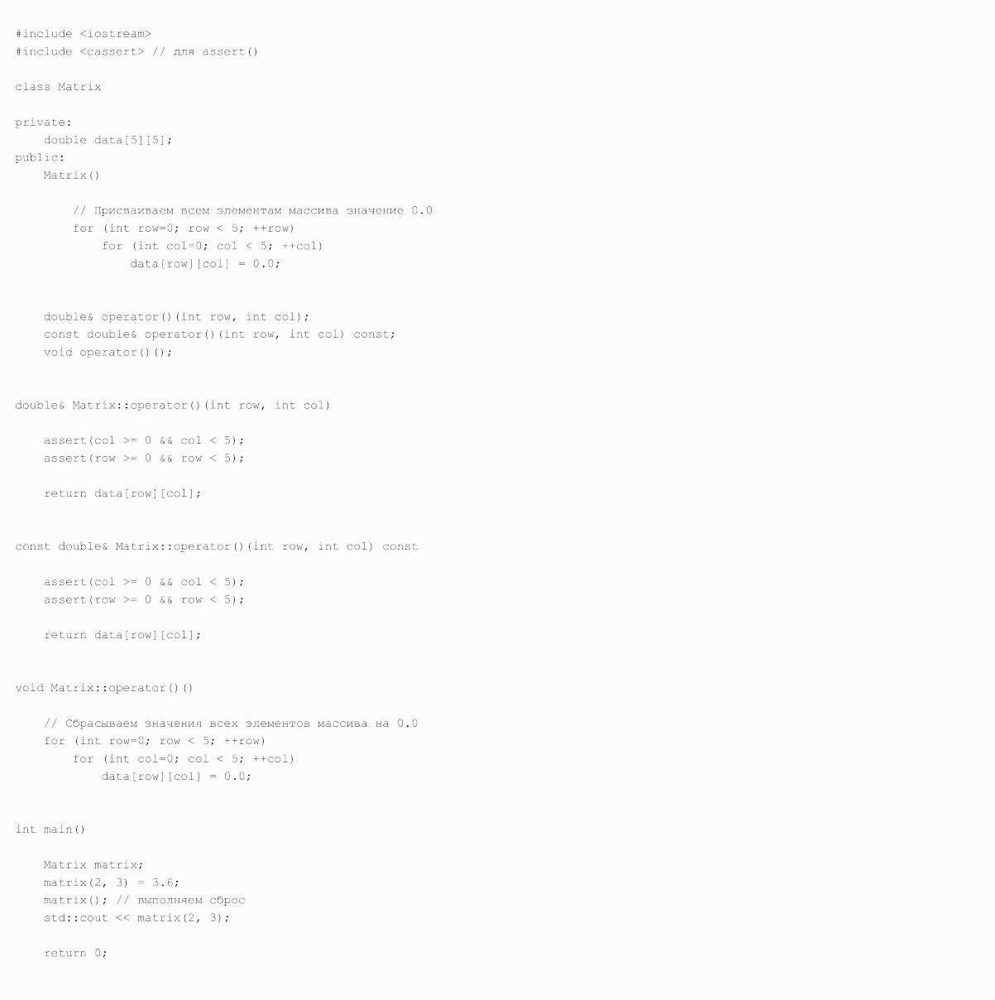 #include <iostream>
#include <cassert> // для assert()
class Matrix
private:
    double data[5][5];
public:
    Matrix()
        // Присваиваем всем элементам массива значение 0.0
        for (int row=0; row < 5; ++row)
            for (int col=0; col < 5; ++col)
                data[row][col] = 0.0;
    double& operator()(int row, int col);
    const double& operator()(int row, int col) const;
    void operator()();
double& Matrix::operator()(int row, int col)
    assert(col >= 0 && col < 5);
    assert(row >= 0 && row < 5);
    return data[row][col];
const double& Matrix::operator()(int row, int col) const
    assert(col >= 0 && col < 5);
    assert(row >= 0 && row < 5);
    return data[row][col];
void Matrix::operator()()
    // Сбрасываем значения всех элементов массива на 0.0
    for (int row=0; row < 5; ++row)
        for (int col=0; col < 5; ++col)
            data[row][col] = 0.0;
int main()
    Matrix matrix;
    matrix(2, 3) = 3.6;
    matrix(); // выполняем сброс
    std::cout << matrix(2, 3);
    return 0;